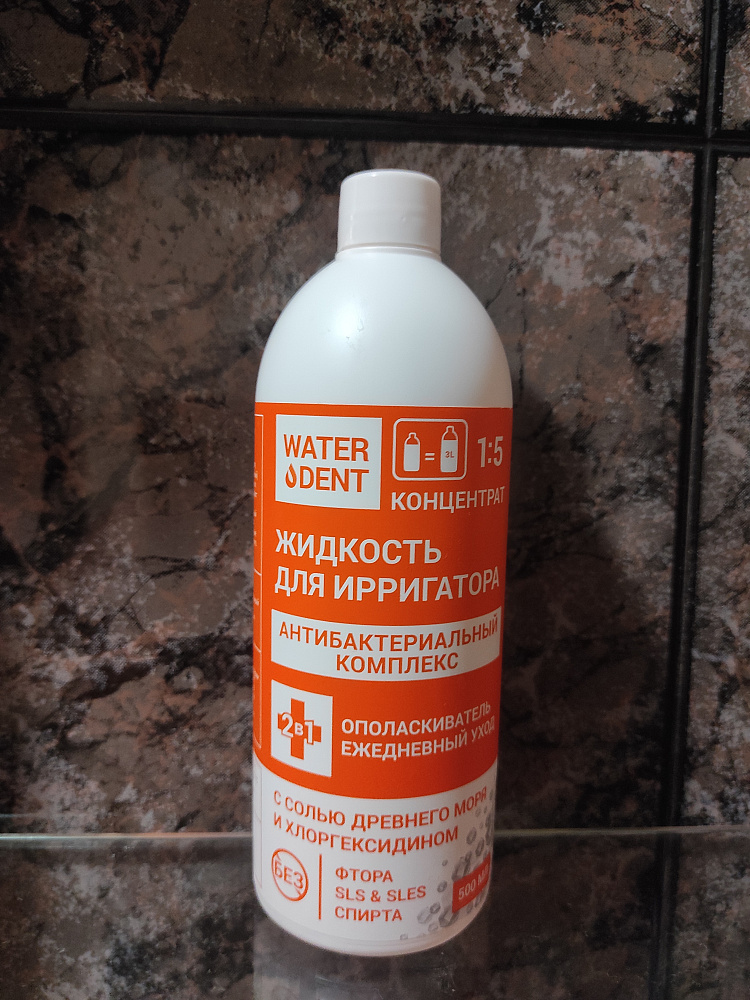 WATER
DENT
= 3L 1:5
КОНЦЕНТРАТ
ЖИДКОСТЬ
ДЛЯ ИРРИГАТОРА
АНТИБАКТЕРИАЛЬНЫЙ
КОМПЛЕКС
2в1
ОПОЛАСКИВАТЕЛЬ
ЕЖЕДНЕВНЫЙ УХОД
С СОЛЬЮ ДРЕВНЕГО МОРЯ
И ХЛОРГЕКСИДИНОМ
БЕЗ
ФТОРА
SLS & SLES
СПИРТА
500 МЛ